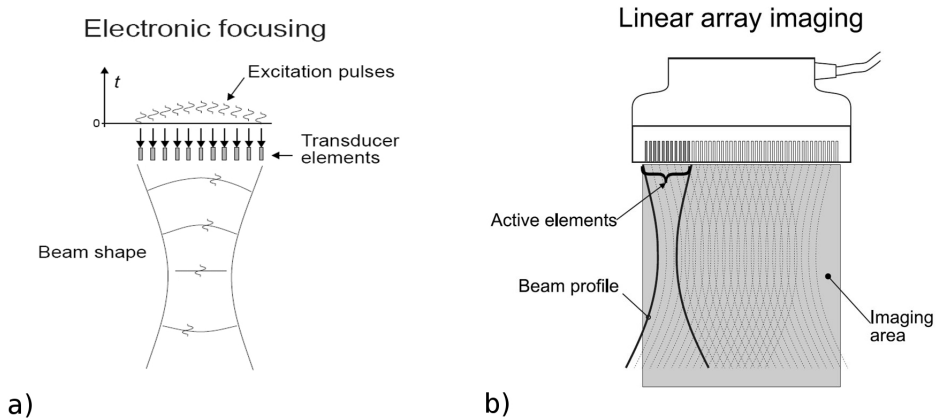 Electronic focusing
t
Excitation pulses
0
Transducer
elements
Beam shape
a)
Linear array imaging
Active elements
Beam profile
Imaging
area
b)